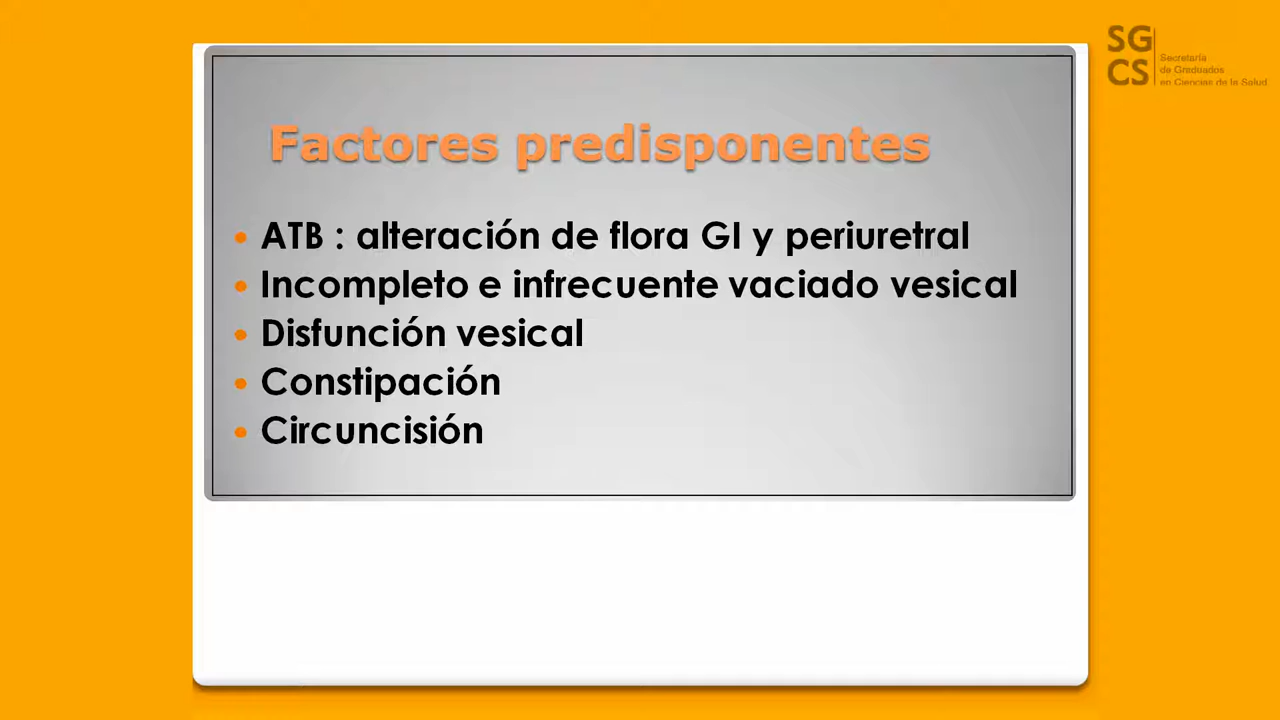 SG
CS
Secretaría
de Graduados
en Ciencias de la Salud
Factores predisponentes
• ATB : alteración de flora GI y periuretral
• Incompleto e infrecuente vaciado vesical
• Disfunción vesical
• Constipación
• Circuncisión